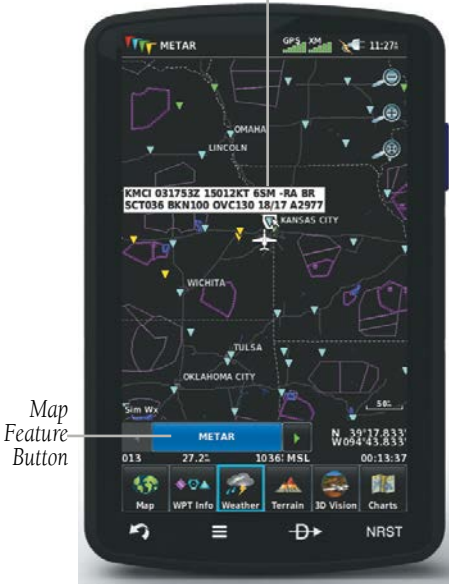 METAR
GPS XM 11:27
OMAHA
LINCOLN
KMCI 031753Z 15012KT 6SM -RA BR
SCT036 BKN100 OVC130 18/17 A2977
KANSAS CITY
WICHITA
TULSA
OKLAHOMA CITY
Sim Wx
50
Map
Feature
Button
METAR
N 39°17.833'
W094°43.833'
013 27.2 1036 MSL 00:13:37
Map WPT Info Weather Terrain 3D Vision Charts
NRST